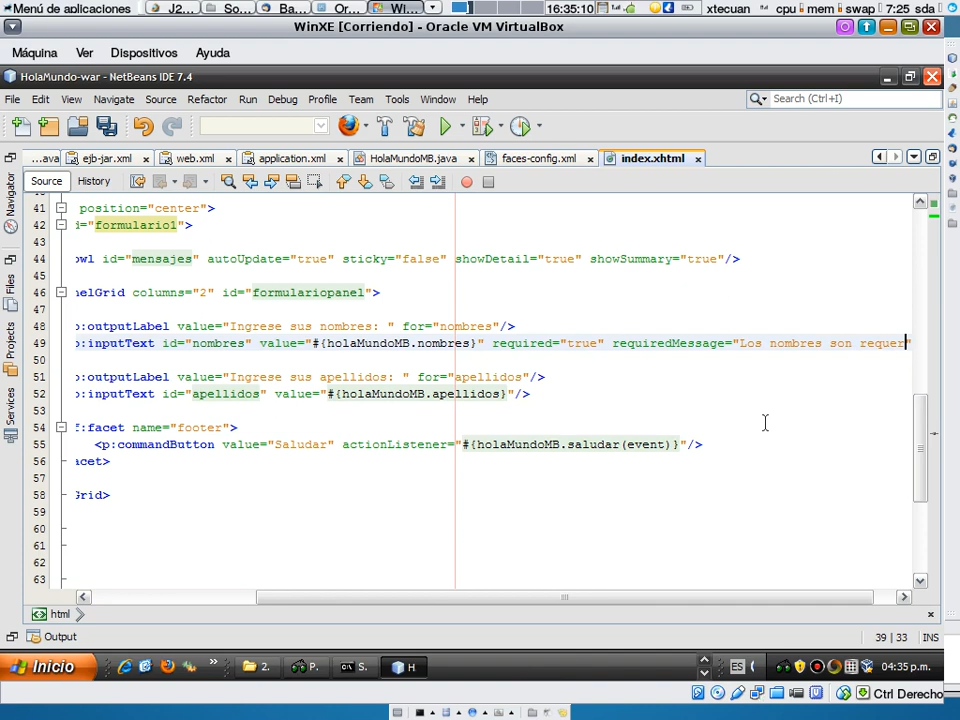 Menú de aplicaciones J2... So... Ba... Or... Wi... 16:35:10 xtecuan cpu mem swap 7:25 sda
WinXE [Corriendo] - Oracle VM VirtualBox
Máquina Ver Dispositivos Ayuda
HolaMundo-war - NetBeans IDE 7.4
File Edit View Navigate Source Refactor Run Debug Profile Team Tools Window Help Search (Ctrl+I)
...ava ejb-jar.xml web.xml application.xml HolaMundoMB.java faces-config.xml index.xhtml
Source History
Navigator
Files
Services
41 position="center">
42 i="formulario1">
43
44 owl id="mensajes" autoUpdate="true" sticky="false" showDetail="true" showSummary="true"/>
45
46 nelGrid columns="2" id="formulariopanel">
47
48 p:outputLabel value="Ingrese sus nombres: " for="nombres"/>
49 p:inputText id="nombres" value="#{holaMundoMB.nombres}" required="true" requiredMessage="Los nombres son requer"
51 p:outputLabel value="Ingrese sus apellidos: " for="apellidos"/>
52 p:inputText id="apellidos" value="#{holaMundoMB.apellidos}"/>
53
54 f:facet name="footer">
55 <p:commandButton value="Saludar" actionListener="#{holaMundoMB.saludar(event)}"/>
56 acet>
57
58 Grid>
59
60
61
62
63
html
Output 39 | 33 INS
Inicio 2. P. S. H ES 04:35 p.m.
Ctrl Derecho